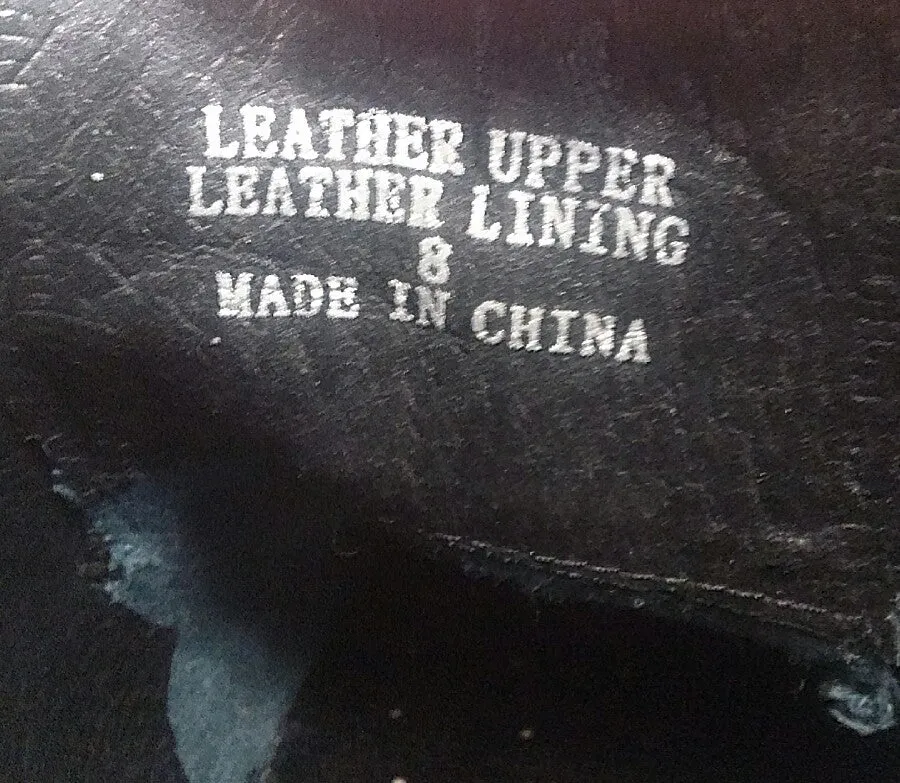 LEATHER UPPER
LEATHER LINING
8
MADE IN CHINA